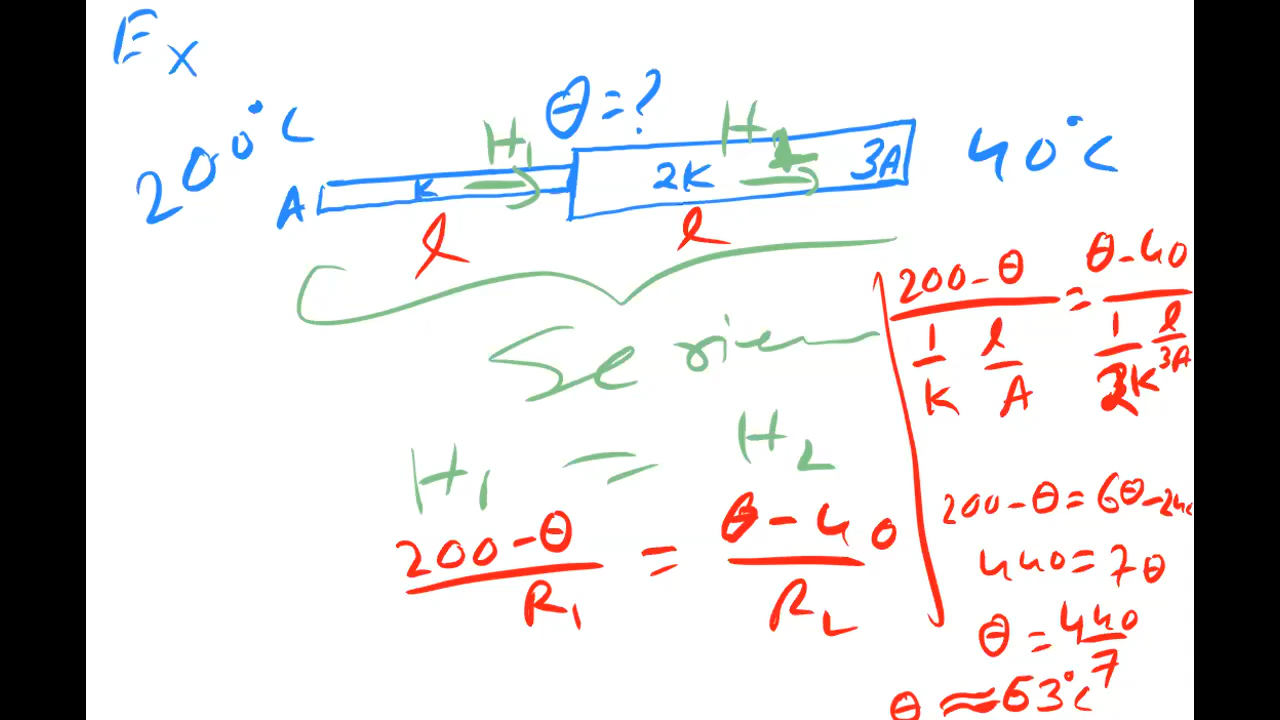 Ex
200°C
θ = ?
H₁
H₂
40°C
A
K
2K
3A
l
l
Series
H₁ = H₂
(200 - θ)/R₁ = (θ - 40)/R₂
(200 - θ)/(1/K l/A) = (θ - 40)/(1/2K l/3A)
200 - θ = 6θ - 240
440 = 7θ
θ = 440/7
θ ≈ 63°C